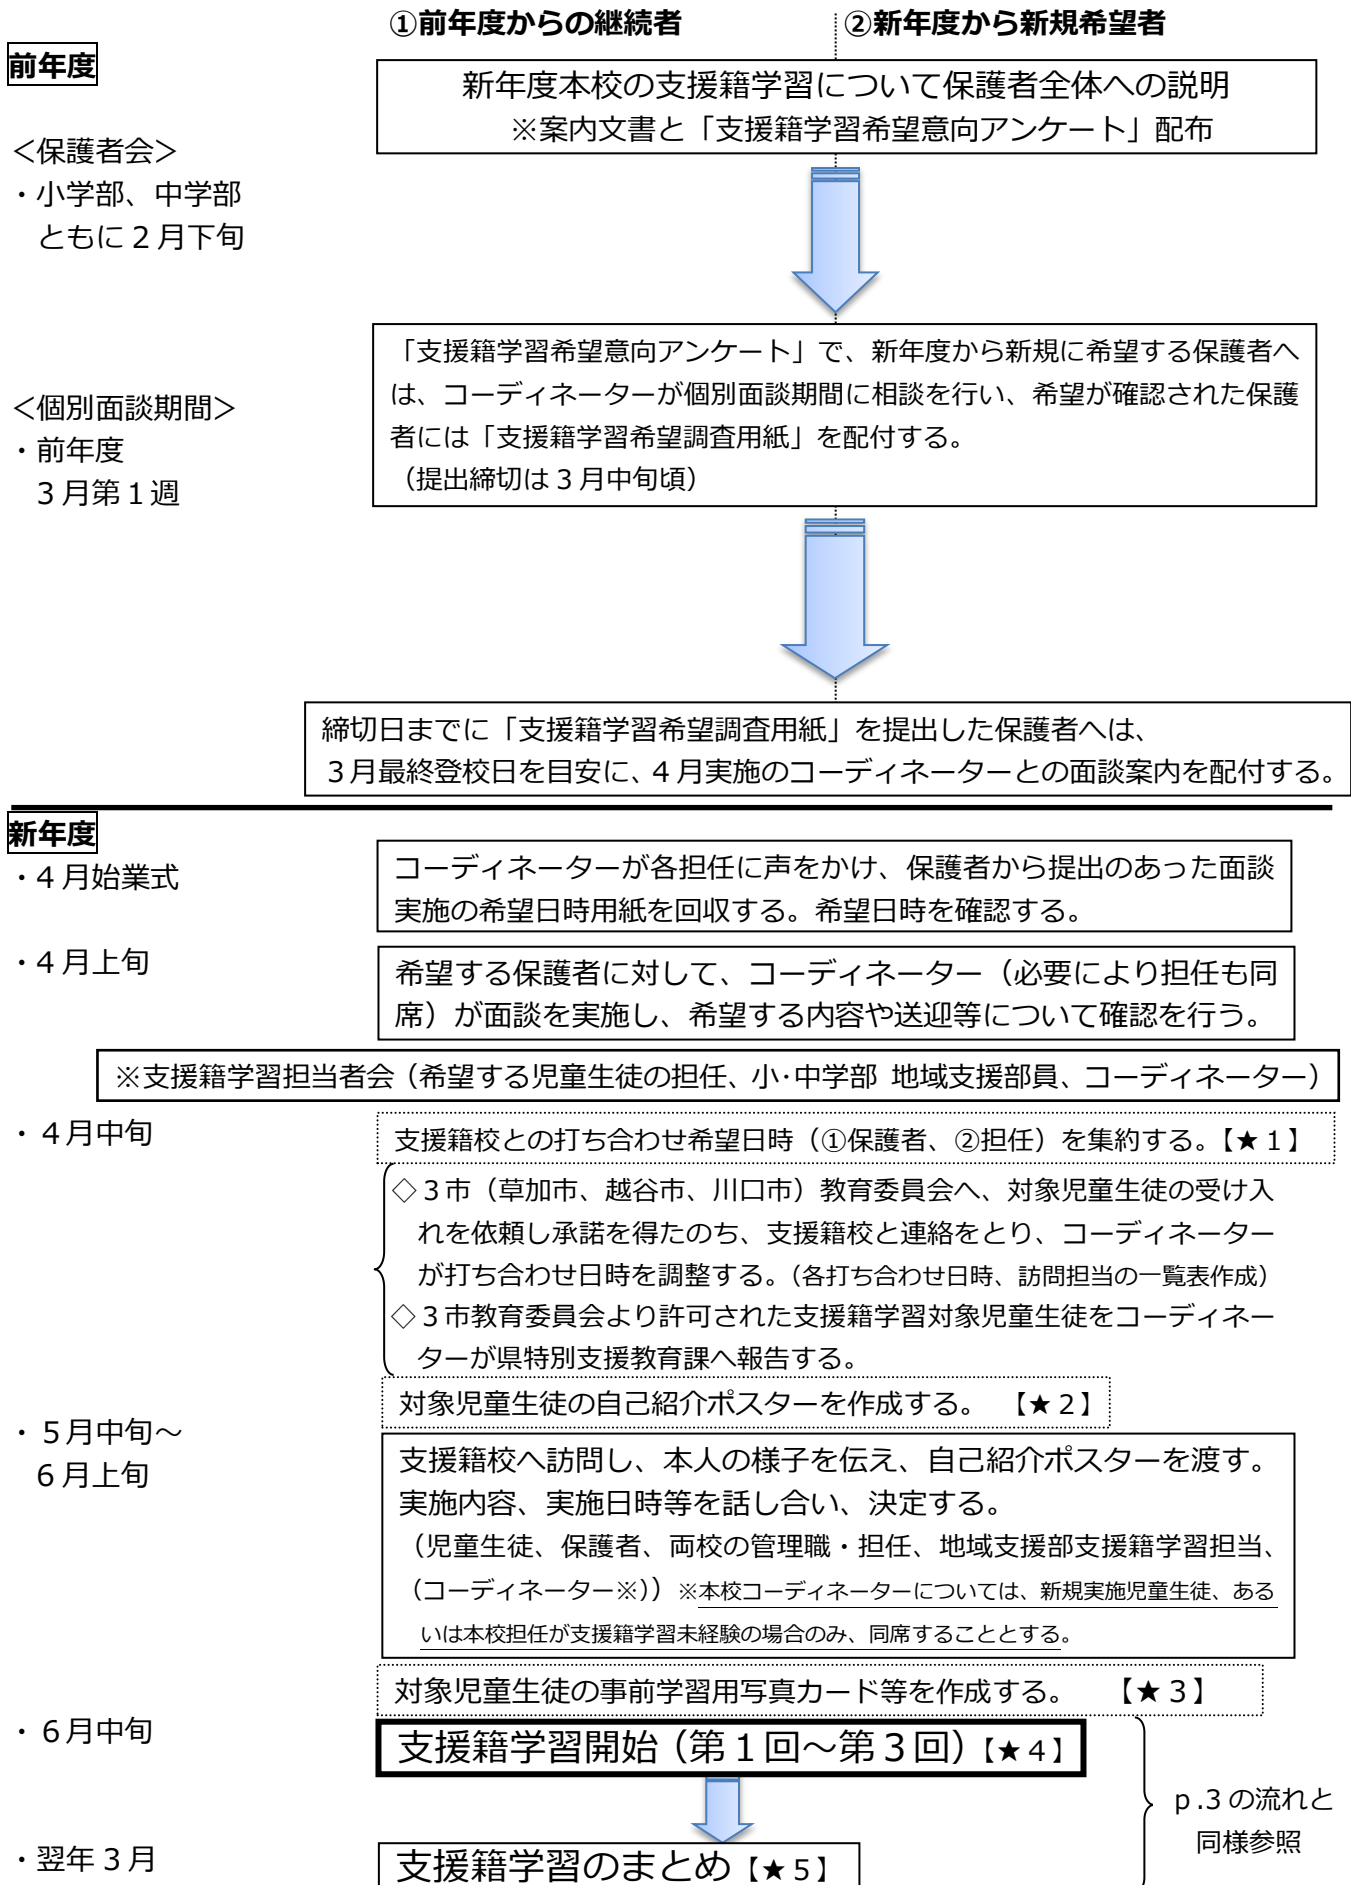 ①前年度からの継続者
②新年度から新規希望者
前年度
新年度本校の支援籍学習について保護者全体への説明
※案内文書と「支援籍学習希望意向アンケート」配布
＜保護者会＞
・小学部、中学部
ともに２月下旬
＜個別面談期間＞
・前年度
３月第１週
「支援籍学習希望意向アンケート」で、新年度から新規に希望する保護者へ
は、コーディネーターが個別面談期間に相談を行い、希望が確認された保護
者には「支援籍学習希望調査用紙」を配付する。
（提出締切は３月中旬頃）
締切日までに「支援籍学習希望調査用紙」を提出した保護者へは、
３月最終登校日を目安に、４月実施のコーディネーターとの面談案内を配付する。
新年度
・４月始業式
コーディネーターが各担任に声をかけ、保護者から提出のあった面談
実施の希望日時用紙を回収する。希望日時を確認する。
・４月上旬
希望する保護者に対して、コーディネーター（必要により担任も同
席）が面談を実施し、希望する内容や送迎等について確認を行う。
※支援籍学習担当者会（希望する児童生徒の担任、小･中学部 地域支援部員、コーディネーター）
・４月中旬
支援籍校との打ち合わせ希望日時（①保護者、②担任）を集約する。【★１】
◇３市（草加市、越谷市、川口市）教育委員会へ、対象児童生徒の受け入
れを依頼し承諾を得たのち、支援籍校と連絡をとり、コーディネーター
が打ち合わせ日時を調整する。（各打ち合わせ日時、訪問担当の一覧表作成）
◇３市教育委員会より許可された支援籍学習対象児童生徒をコーディネー
ターが県特別支援教育課へ報告する。
対象児童生徒の自己紹介ポスターを作成する。 【★２】
・５月中旬～
６月上旬
支援籍校へ訪問し、本人の様子を伝え、自己紹介ポスターを渡す。
実施内容、実施日時等を話し合い、決定する。
（児童生徒、保護者、両校の管理職・担任、地域支援部支援籍学習担当、
（コーディネーター※）） ※本校コーディネーターについては、新規実施児童生徒、ある
いは本校担任が支援籍学習未経験の場合のみ、同席することとする。
対象児童生徒の事前学習用写真カード等を作成する。 【★３】
・６月中旬
支援籍学習開始（第１回～第３回）【★４】
ｐ.３の流れと
同様参照
・翌年３月
支援籍学習のまとめ【★５】